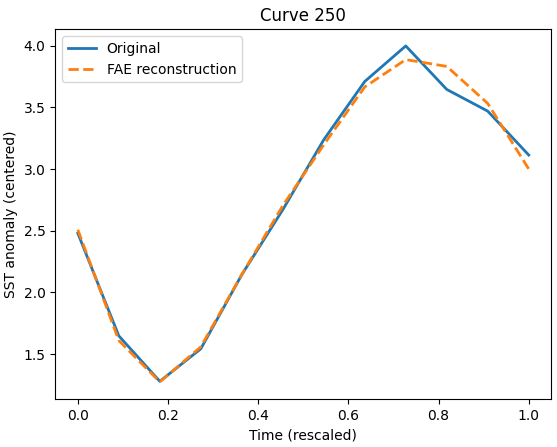 Curve 250
Original
FAE reconstruction
4.0
3.5
3.0
2.5
2.0
1.5
SST anomaly (centered)
0.0 0.2 0.4 0.6 0.8 1.0
Time (rescaled)